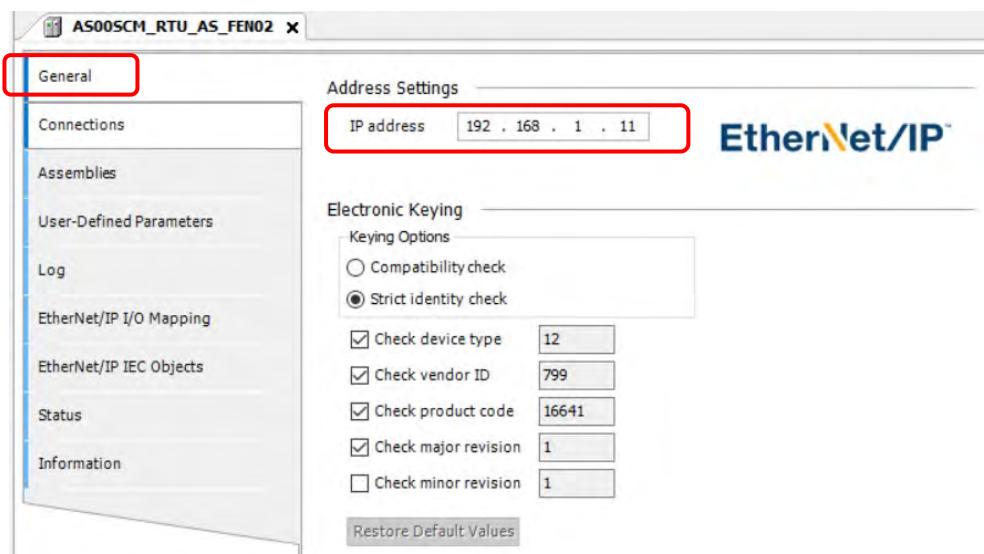 AS00SCM_RTU_AS_FEN02 X
General
Connections
Assemblies
User-Defined Parameters
Log
EtherNet/IP I/O Mapping
EtherNet/IP IEC Objects
Status
Information
Address Settings
IP address 192 . 168 . 1 . 11
EtherNet/IP™
Electronic Keying
Keying Options
Compatibility check
Strict identity check
Check device type 12
Check vendor ID 799
Check product code 16641
Check major revision 1
Check minor revision 1
Restore Default Values